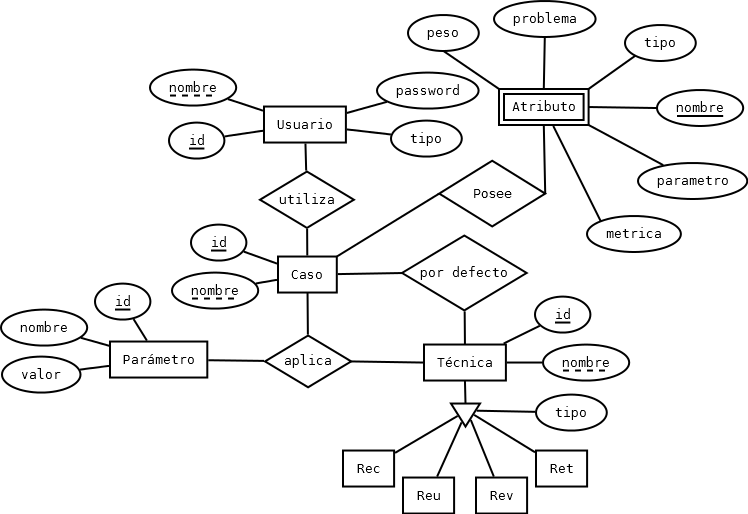 problema
peso
tipo
nombre
password
Atributo
nombre
Usuario
id
tipo
parametro
utiliza
Posee
metrica
id
Caso
por defecto
nombre
id
id
nombre
Parámetro
aplica
Técnica
nombre
valor
tipo
Rec
Ret
Reu
Rev